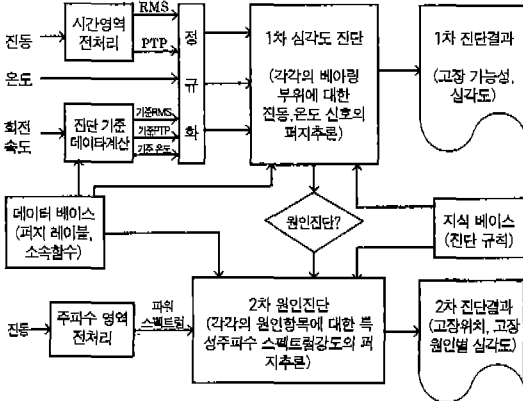 RMS
진동
시간영역
전처리
PTP
정
규
화
온도
회전
속도
진단 기준
데이타계산
기준RMS
기준PTP
기준 온도
1차 심각도 진단
(각각의 베아링
부위에 대한
진동,온도 신호의
퍼지추론)
1차 진단결과
(고장 가능성,
심각도)
데이터 베이스
(퍼지 레이블,
소속함수)
원인진단?
지식 베이스
(진단 규칙)
진동
주파수 영역
전처리
파워
스펙트럼
2차 원인진단
(각각의 원인항목에 대한 특
성주파수 스펙트럼강도의 퍼
지추론)
2차 진단결과
(고장위치, 고장
원인별 심각도)